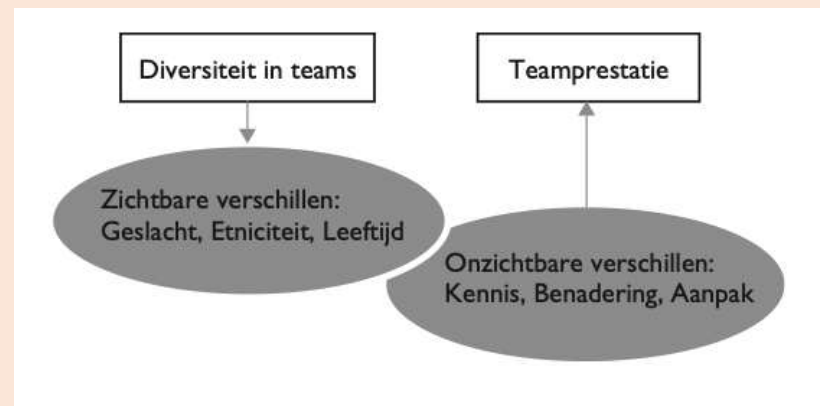 Diversiteit in teams
Teamprestatie
Zichtbare verschillen:
Geslacht, Etniciteit, Leeftijd
Onzichtbare verschillen:
Kennis, Benadering, Aanpak